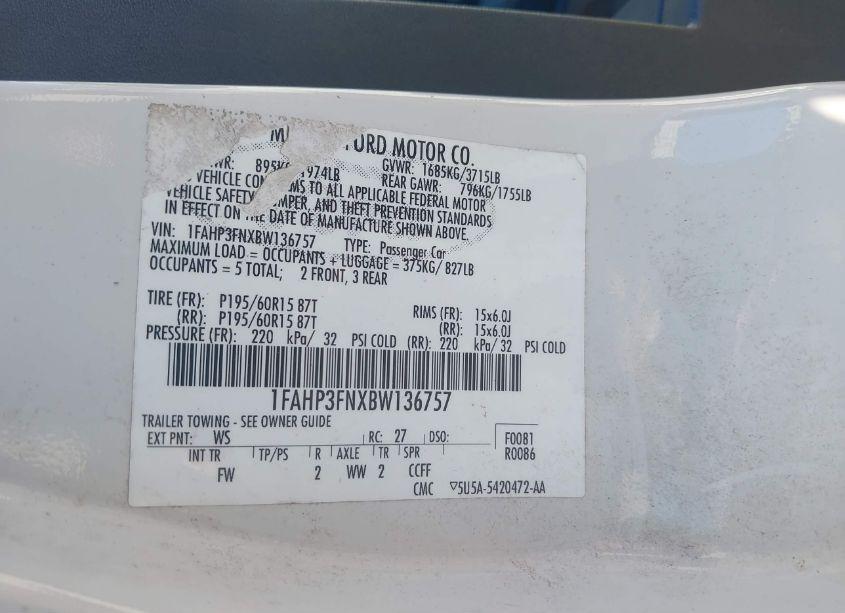 FORD MOTOR CO.
895KG 1974LB GVWR: 1685KG/3715LB
REAR GAWR: 796KG/1755LB
VEHICLE TO ALL APPLICABLE FEDERAL MOTOR
VEHICLE SAFETY, AND THEFT PREVENTION STANDARDS
IN EFFECT ON THE DATE OF MANUFACTURE SHOWN ABOVE.
VIN: 1FAHP3FNXBW136757 TYPE: Passenger Car
MAXIMUM LOAD = OCCUPANTS + LUGGAGE = 375KG/ 827LB
OCCUPANTS = 5 TOTAL; 2 FRONT, 3 REAR
TIRE (FR): P195/60R15 87T RIMS (FR): 15x6.0J
(RR): P195/60R15 87T (RR): 15x6.0J
PRESSURE (FR): 220 kPa/ 32 PSI COLD (RR): 220 kPa/ 32 PSI COLD
1FAHP3FNXBW136757
TRAILER TOWING - SEE OWNER GUIDE
EXT PNT: WS RC: 27 DSO: F0081
R0086
INT TR TP/PS R AXLE TR SPR
FW 2 WW 2 CCFF
CMC ▽5U5A-5420472-AA